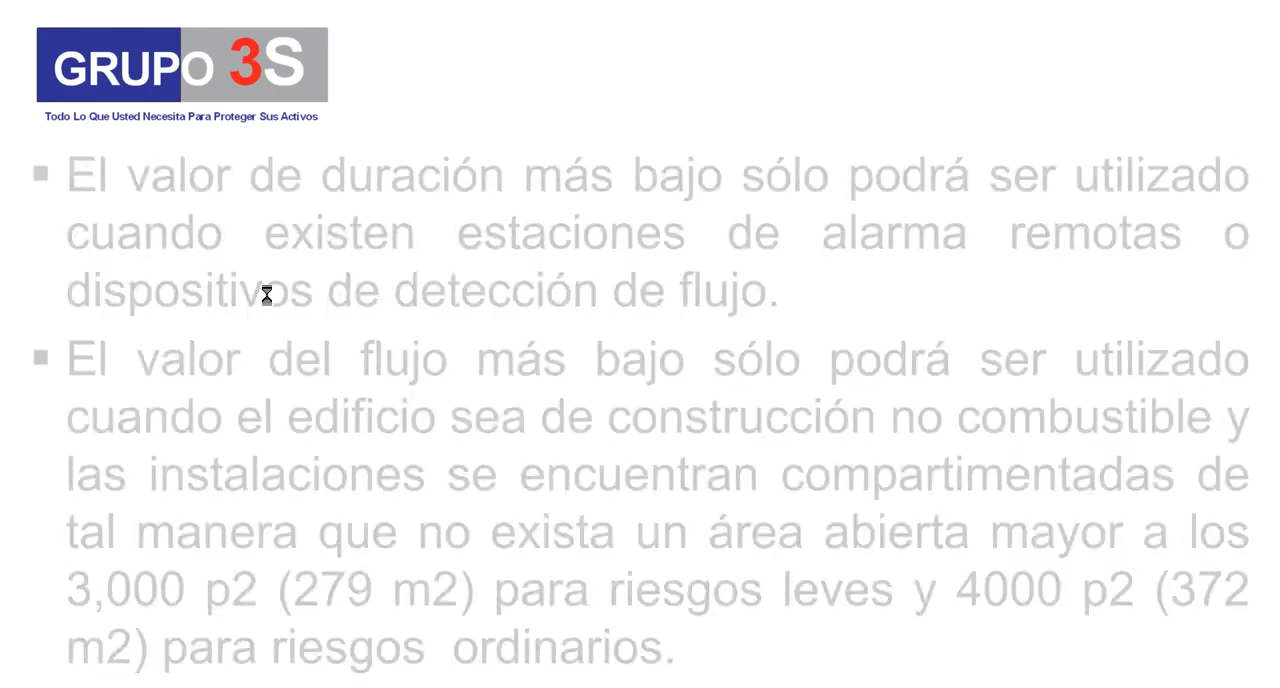 GRUPO 3S
Todo Lo Que Usted Necesita Para Proteger Sus Activos
▪ El valor de duración más bajo sólo podrá ser utilizado
cuando existen estaciones de alarma remotas o
dispositivos de detección de flujo.
▪ El valor del flujo más bajo sólo podrá ser utilizado
cuando el edificio sea de construcción no combustible y
las instalaciones se encuentran compartimentadas de
tal manera que no exista un área abierta mayor a los
3,000 p2 (279 m2) para riesgos leves y 4000 p2 (372
m2) para riesgos ordinarios.